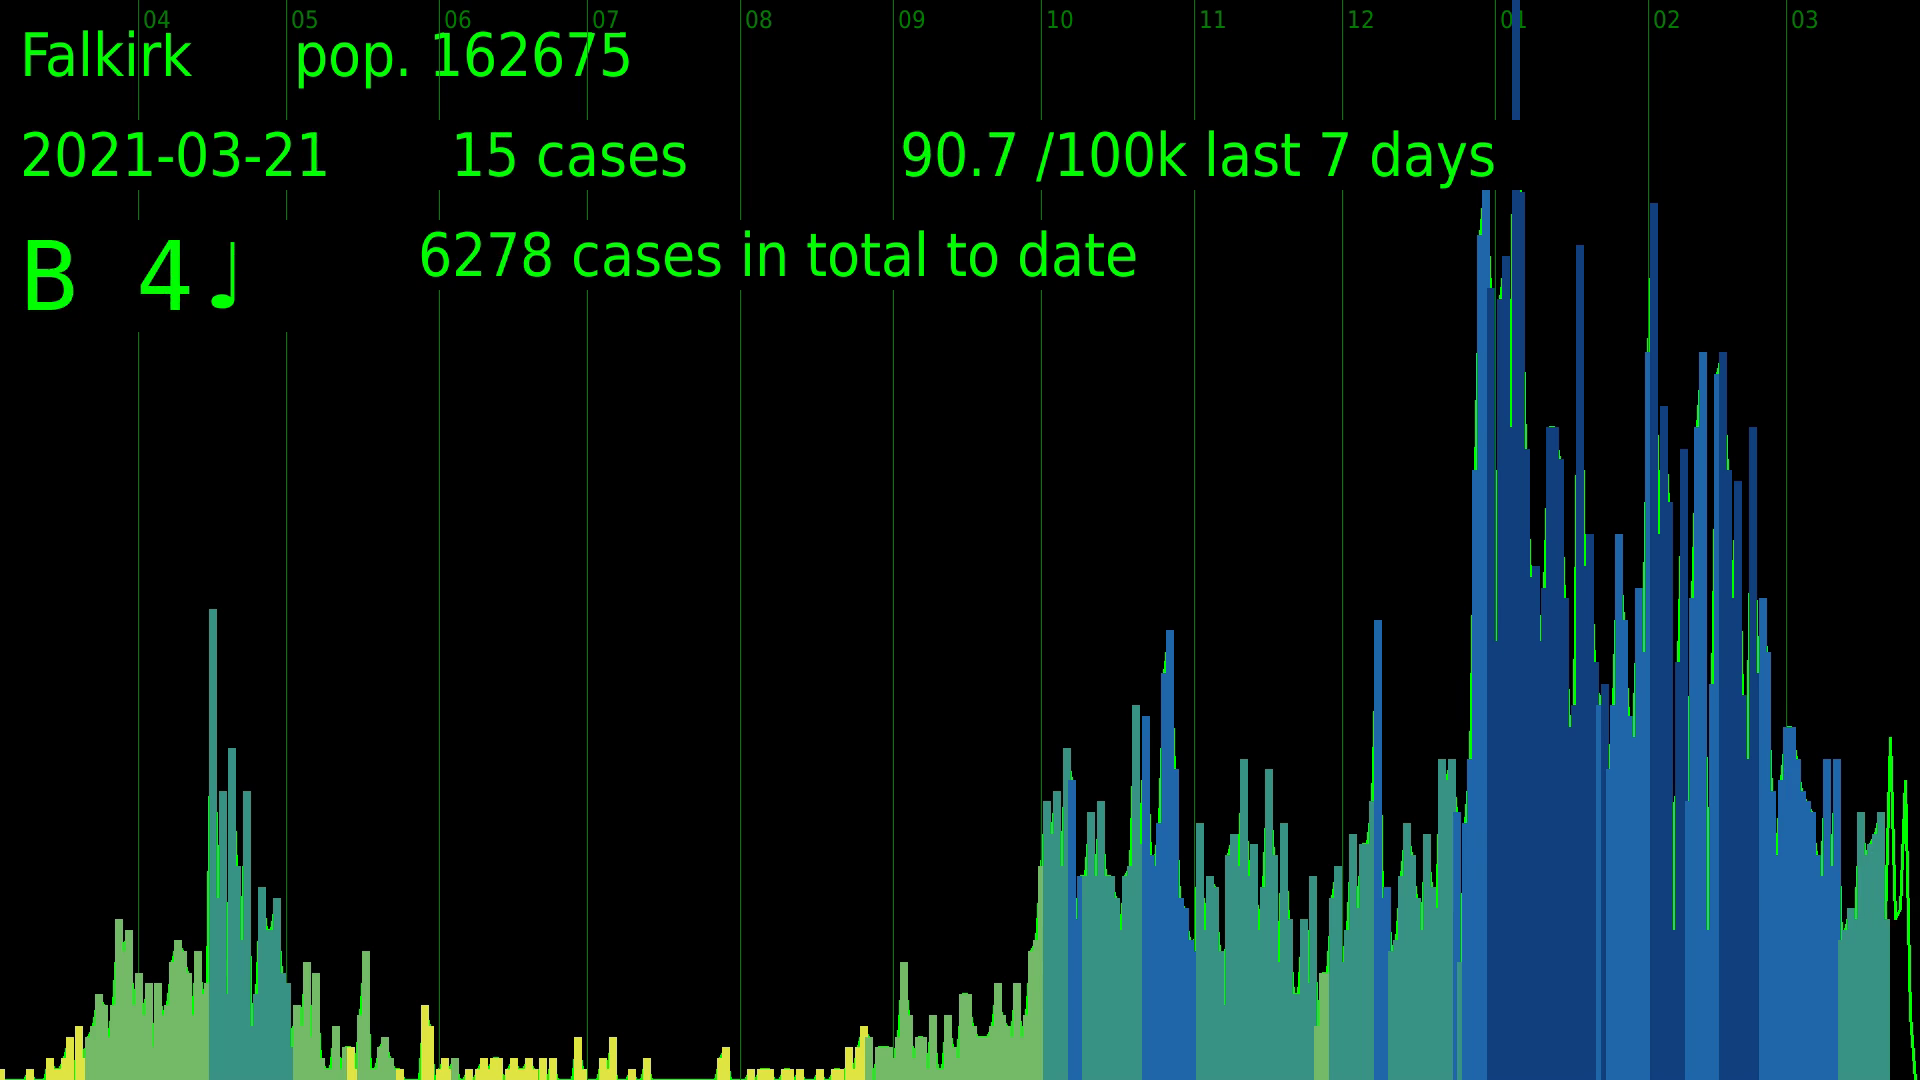 04 05 06 07 08 09 10 11 12 01 02 03
Falkirk pop. 162675
2021-03-21 15 cases 90.7 /100k last 7 days
B 4♩ 6278 cases in total to date